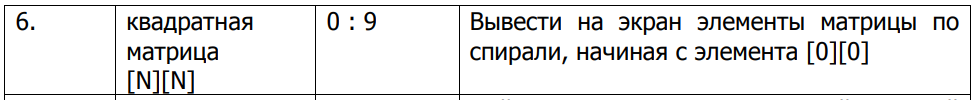 6.
квадратная
матрица
[N][N]
0 : 9
Вывести на экран элементы матрицы по
спирали, начиная с элемента [0][0]